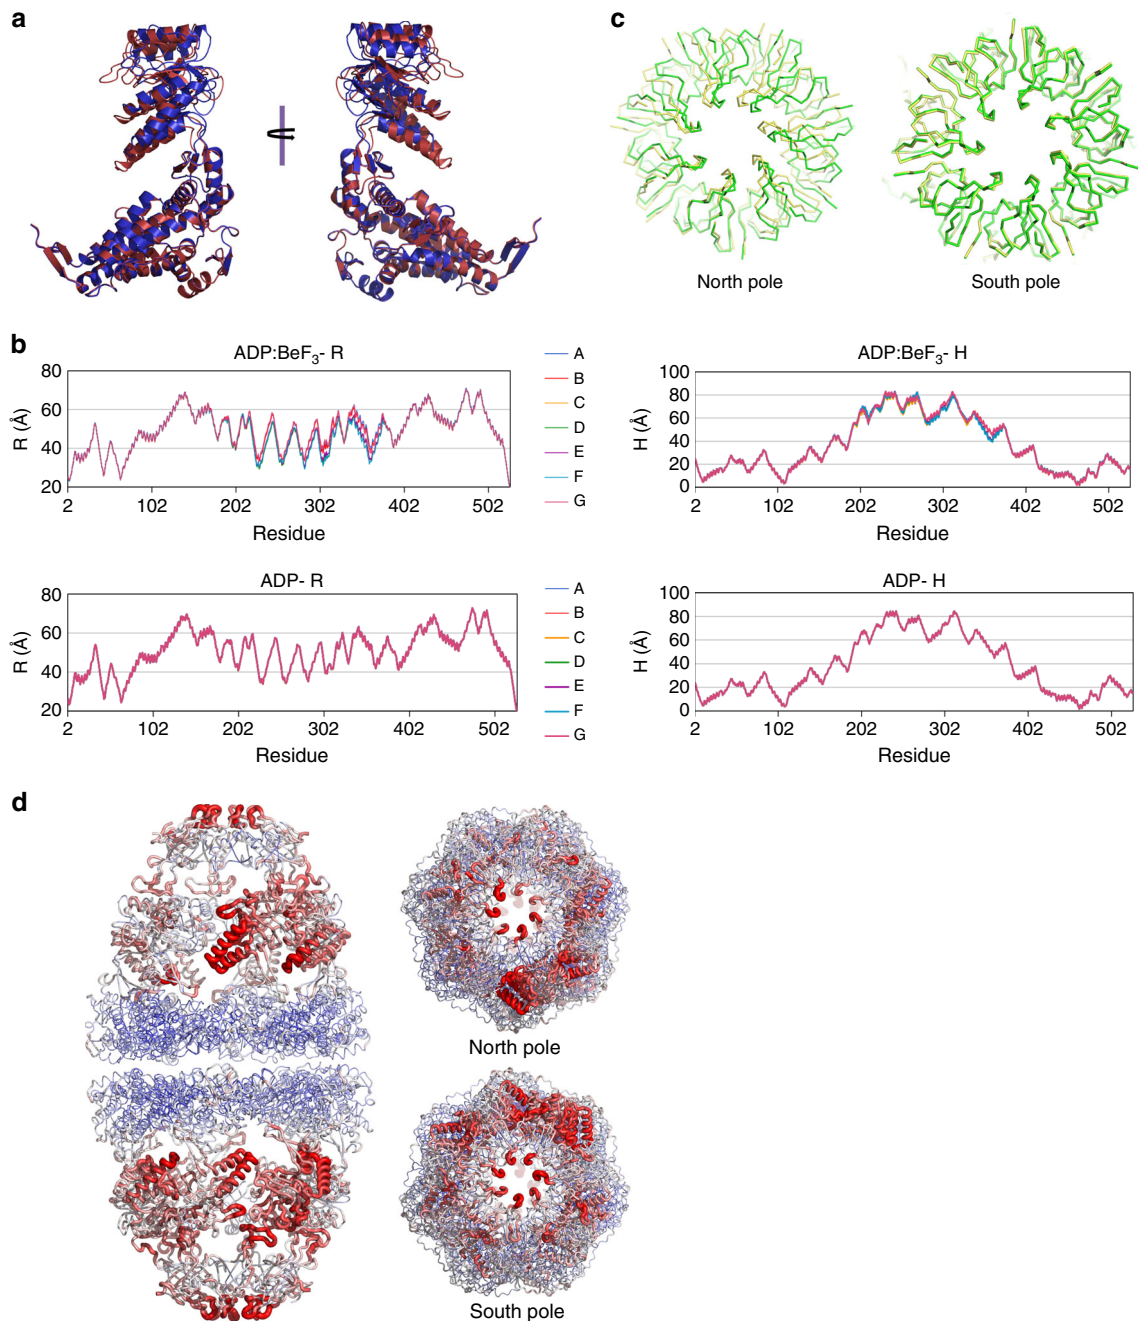 a
c
North pole
South pole
b
ADP:BeF3- R
R (Å)
80
60
40
20
2 102 202 302 402 502
Residue
A
B
C
D
E
F
G
ADP:BeF3- H
H (Å)
100
80
60
40
20
0
2 102 202 302 402 502
Residue
ADP- R
R (Å)
80
60
40
20
2 102 202 302 402 502
Residue
A
B
C
D
E
F
G
ADP- H
H (Å)
100
80
60
40
20
0
2 102 202 302 402 502
Residue
d
North pole
South pole